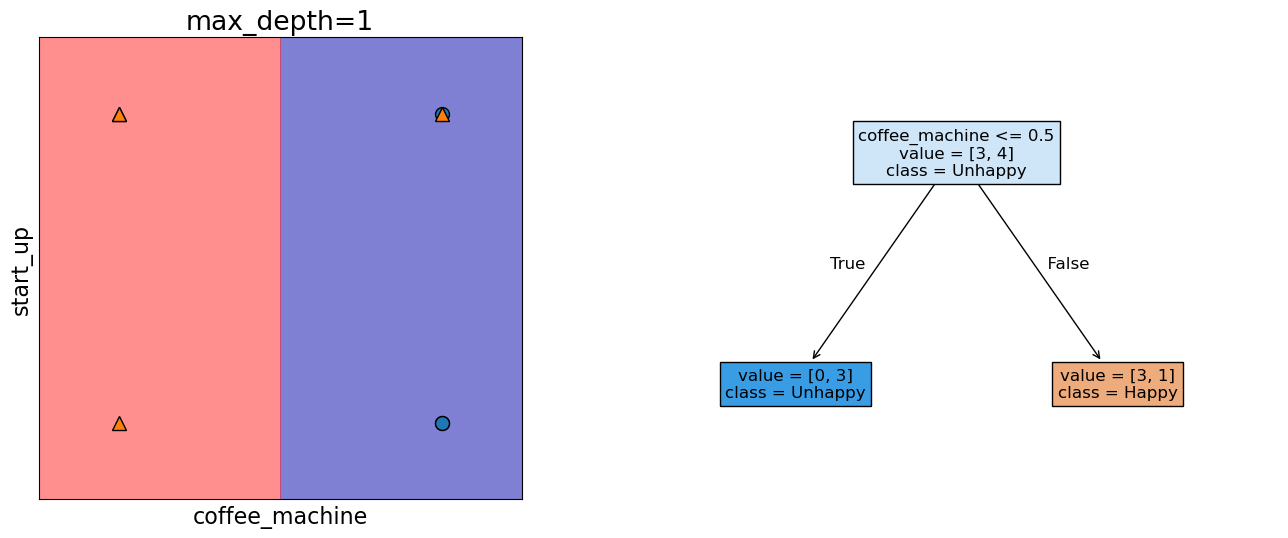 max_depth=1
start_up
coffee_machine
coffee_machine <= 0.5
value = [3, 4]
class = Unhappy
True
False
value = [0, 3]
class = Unhappy
value = [3, 1]
class = Happy